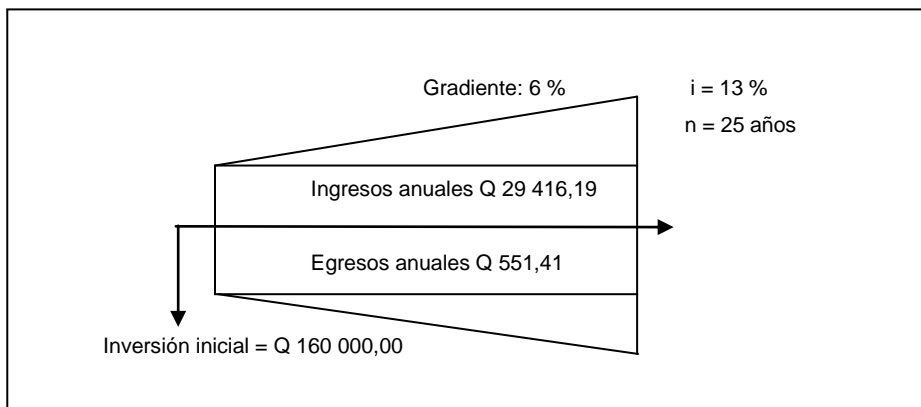 Gradiente: 6 %
i = 13 %
n = 25 años
Ingresos anuales Q 29 416,19
Egresos anuales Q 551,41
Inversión inicial = Q 160 000,00